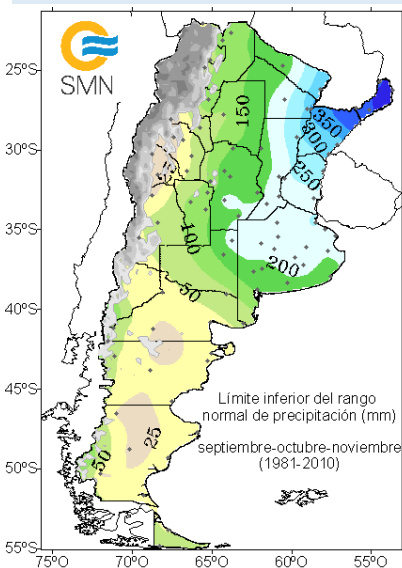 SMN
25°S
30°S
35°S
40°S
45°S
50°S
55°S
75°O
70°O
65°O
60°O
55°O
350
300
250
150
25
100
200
50
25
50
Límite inferior del rango
normal de precipitación (mm)
septiembre-octubre-noviembre
(1981-2010)